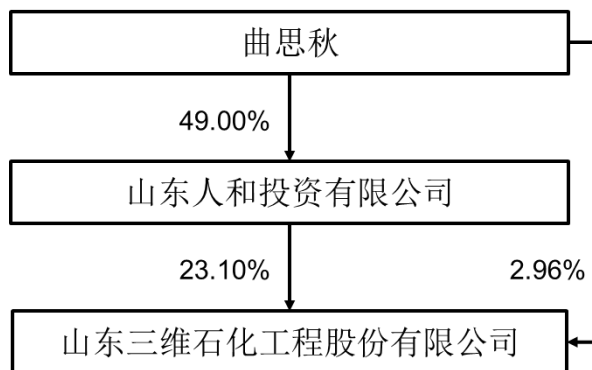 曲思秋
49.00%
山东人和投资有限公司
23.10%
2.96%
山东三维石化工程股份有限公司